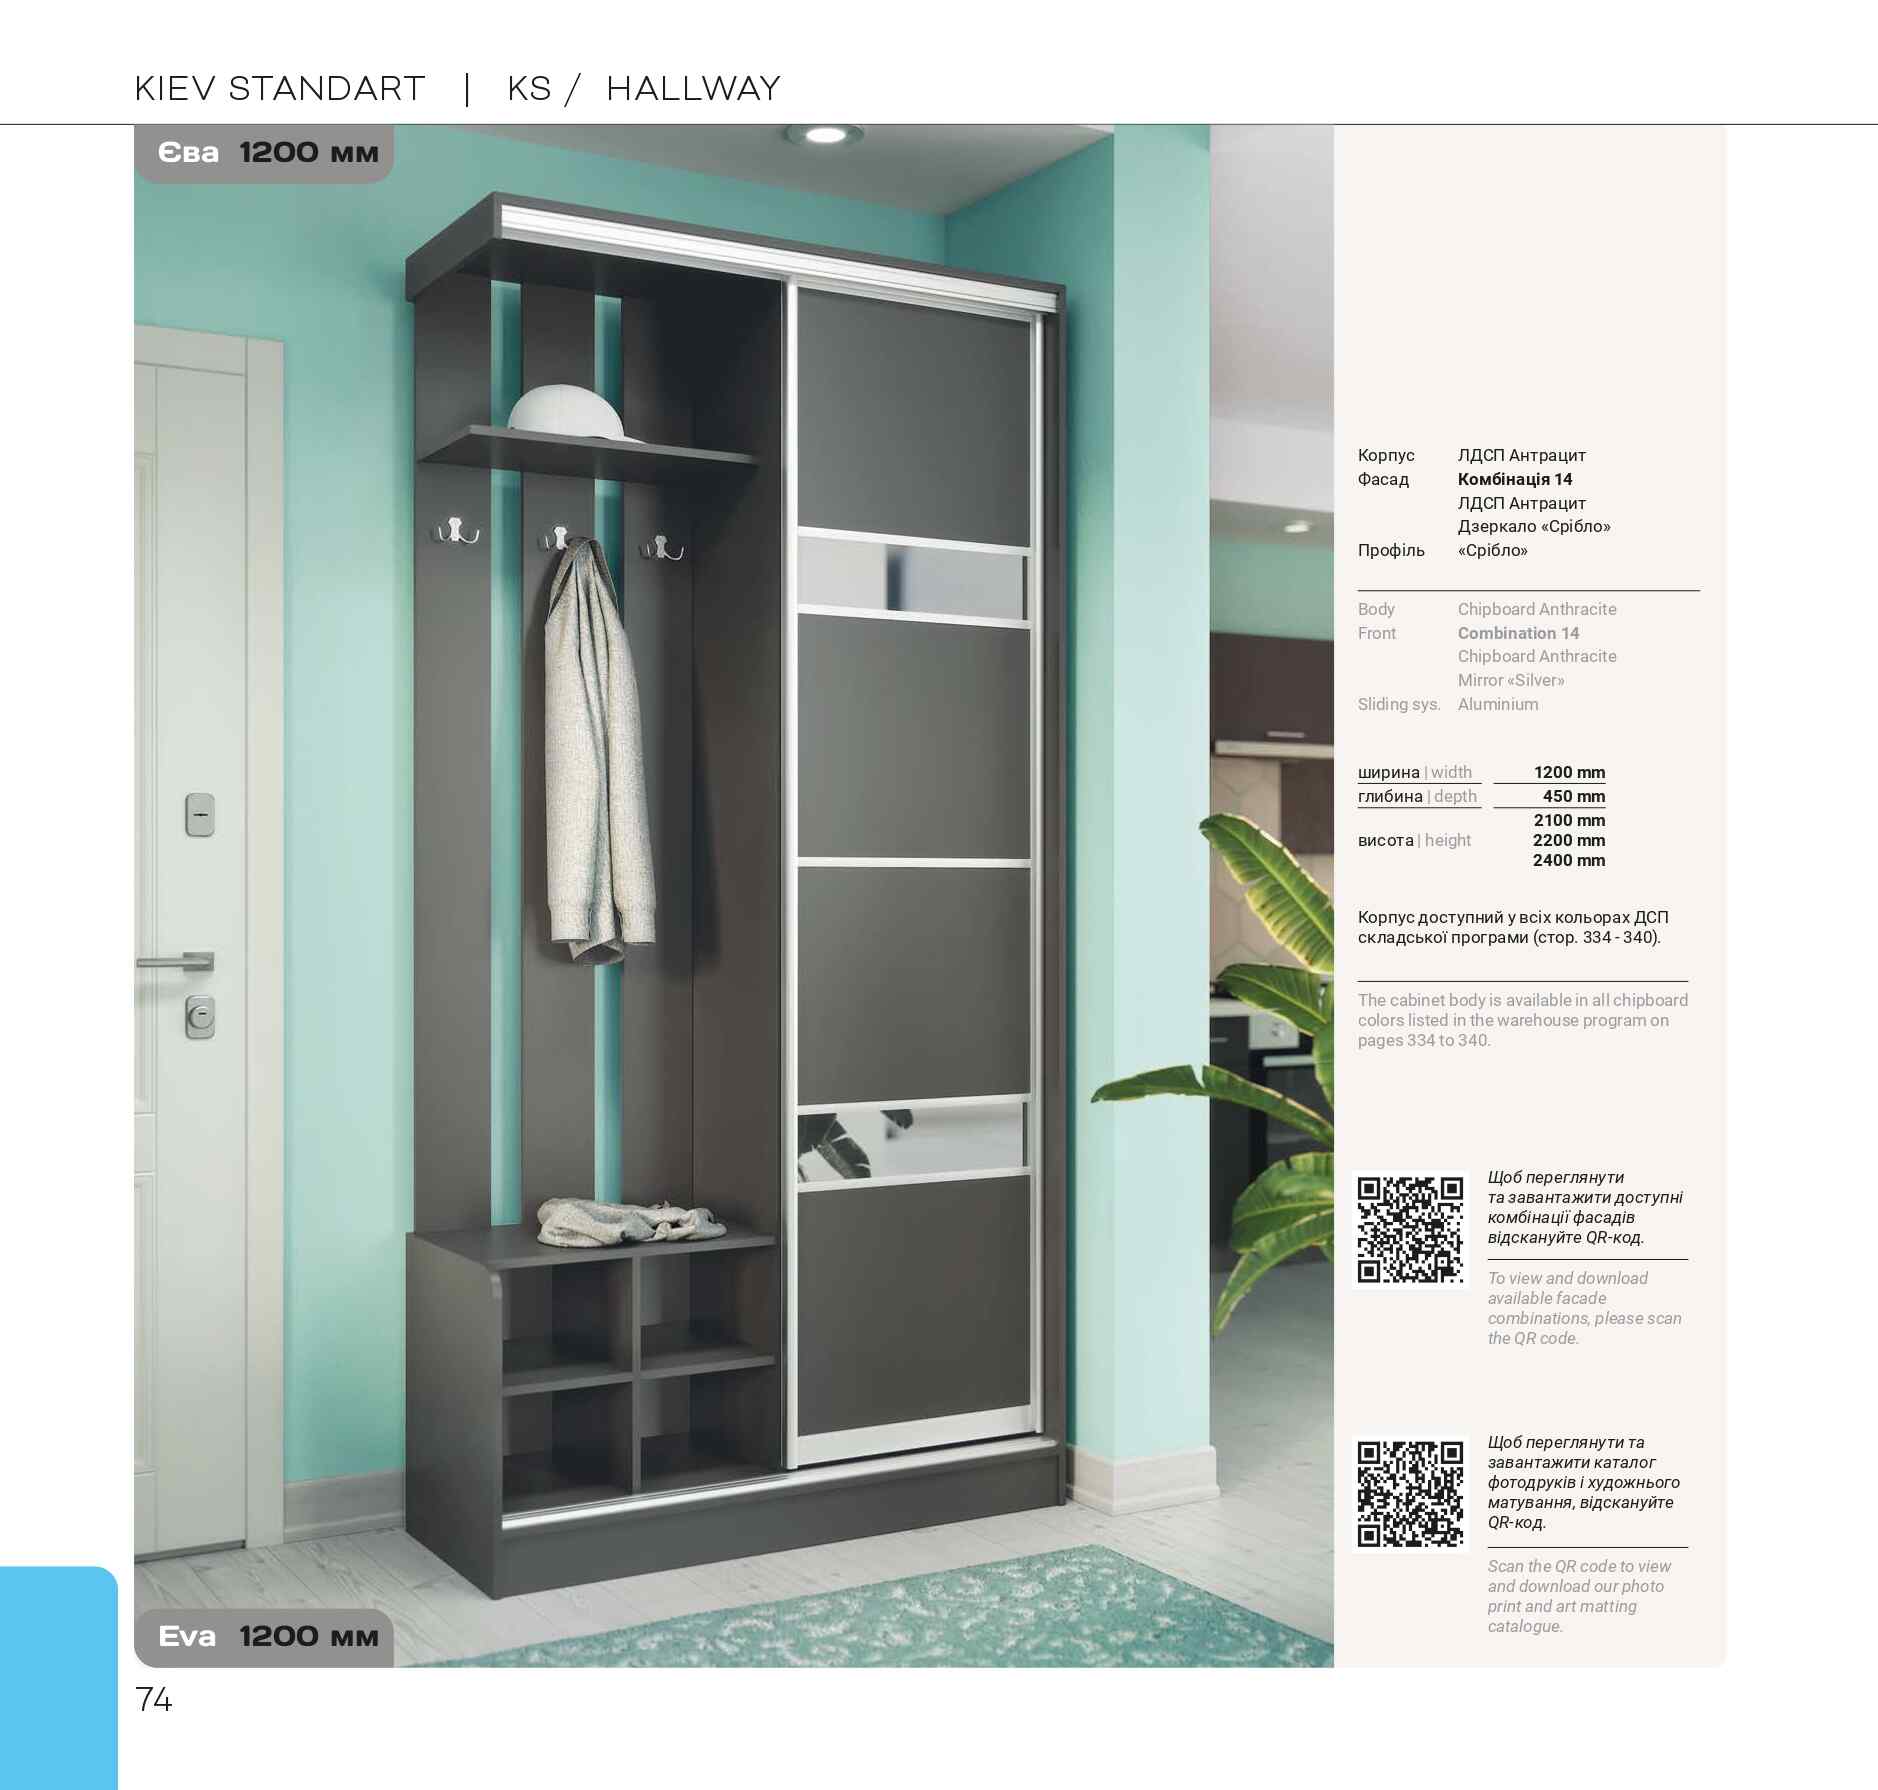 KIEV STANDART | KS / HALLWAY
Єва 1200 мм
Корпус ЛДСП Антрацит
Фасад Комбінація 14
ЛДСП Антрацит
Дзеркало «Срібло»
Профіль «Срібло»
Body Chipboard Anthracite
Front Combination 14
Chipboard Anthracite
Mirror «Silver»
Sliding sys. Aluminium
ширина | width 1200 mm
глибина | depth 450 mm
2100 mm
висота | height 2200 mm
2400 mm
Корпус доступний у всіх кольорах ДСП
складської програми (стор. 334 - 340).
The cabinet body is available in all chipboard
colors listed in the warehouse program on
pages 334 to 340.
Щоб переглянути
та завантажити доступні
комбінації фасадів
відскануйте QR-код.
To view and download
available facade
combinations, please scan
the QR code.
Щоб переглянути та
завантажити каталог
фотодруків і художнього
матування, відскануйте
QR-код.
Scan the QR code to view
and download our photo
print and art matting
catalogue.
Eva 1200 мм
74